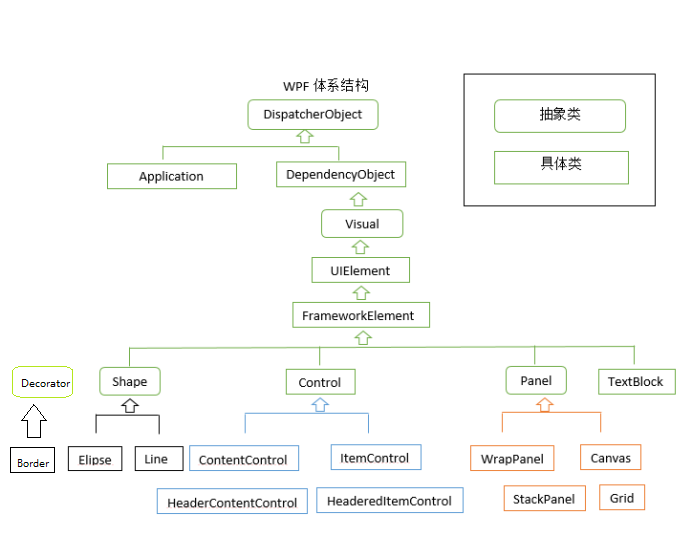 WPF 体系结构
DispatcherObject
抽象类
具体类
Application
DependencyObject
Visual
UIElement
FrameworkElement
Decorator
Shape
Control
Panel
TextBlock
Border
Elipse
Line
ContentControl
ItemControl
WrapPanel
Canvas
HeaderContentControl
HeaderedItemControl
StackPanel
Grid